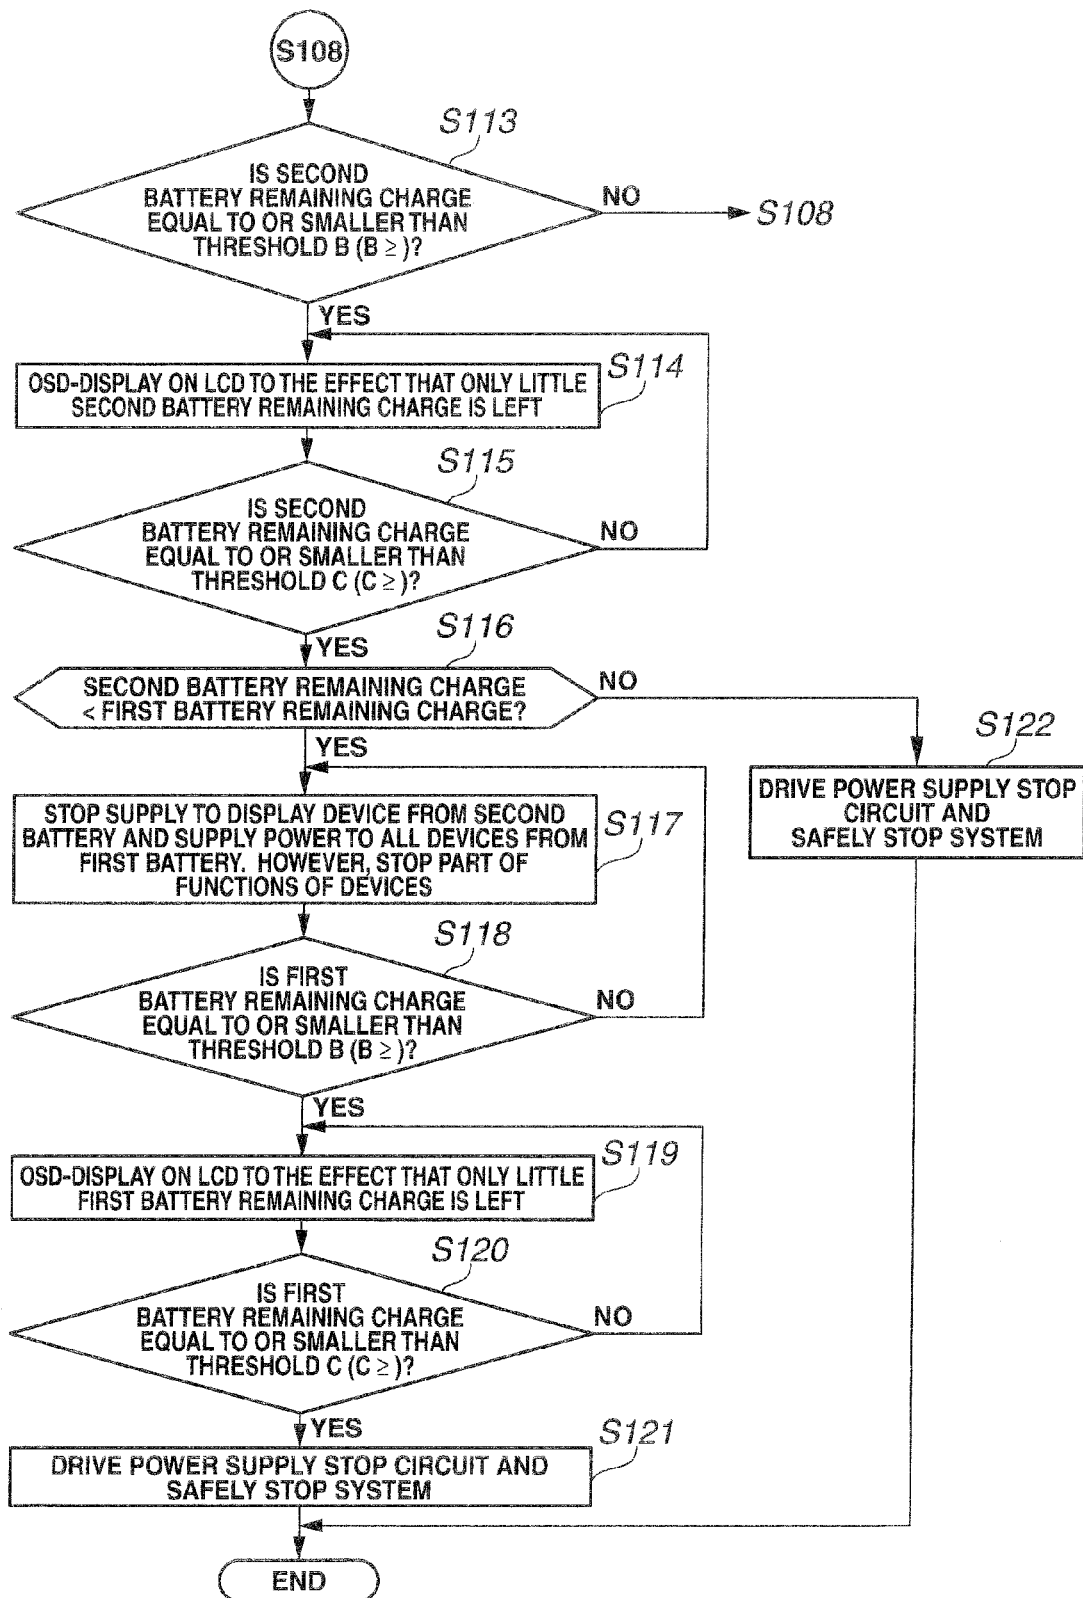 S108
S113
IS SECOND
BATTERY REMAINING CHARGE
EQUAL TO OR SMALLER THAN
THRESHOLD B (B ≥ )?
NO
S108
YES
S114
OSD-DISPLAY ON LCD TO THE EFFECT THAT ONLY LITTLE
SECOND BATTERY REMAINING CHARGE IS LEFT
S115
IS SECOND
BATTERY REMAINING CHARGE
EQUAL TO OR SMALLER THAN
THRESHOLD C (C ≥ )?
NO
YES
S116
SECOND BATTERY REMAINING CHARGE
< FIRST BATTERY REMAINING CHARGE?
NO
YES
S122
DRIVE POWER SUPPLY STOP
CIRCUIT AND
SAFELY STOP SYSTEM
S117
STOP SUPPLY TO DISPLAY DEVICE FROM SECOND
BATTERY AND SUPPLY POWER TO ALL DEVICES FROM
FIRST BATTERY. HOWEVER, STOP PART OF
FUNCTIONS OF DEVICES
S118
IS FIRST
BATTERY REMAINING CHARGE
EQUAL TO OR SMALLER THAN
THRESHOLD B (B ≥ )?
NO
YES
S119
OSD-DISPLAY ON LCD TO THE EFFECT THAT ONLY LITTLE
FIRST BATTERY REMAINING CHARGE IS LEFT
S120
IS FIRST
BATTERY REMAINING CHARGE
EQUAL TO OR SMALLER THAN
THRESHOLD C (C ≥ )?
NO
YES
S121
DRIVE POWER SUPPLY STOP CIRCUIT AND
SAFELY STOP SYSTEM
END